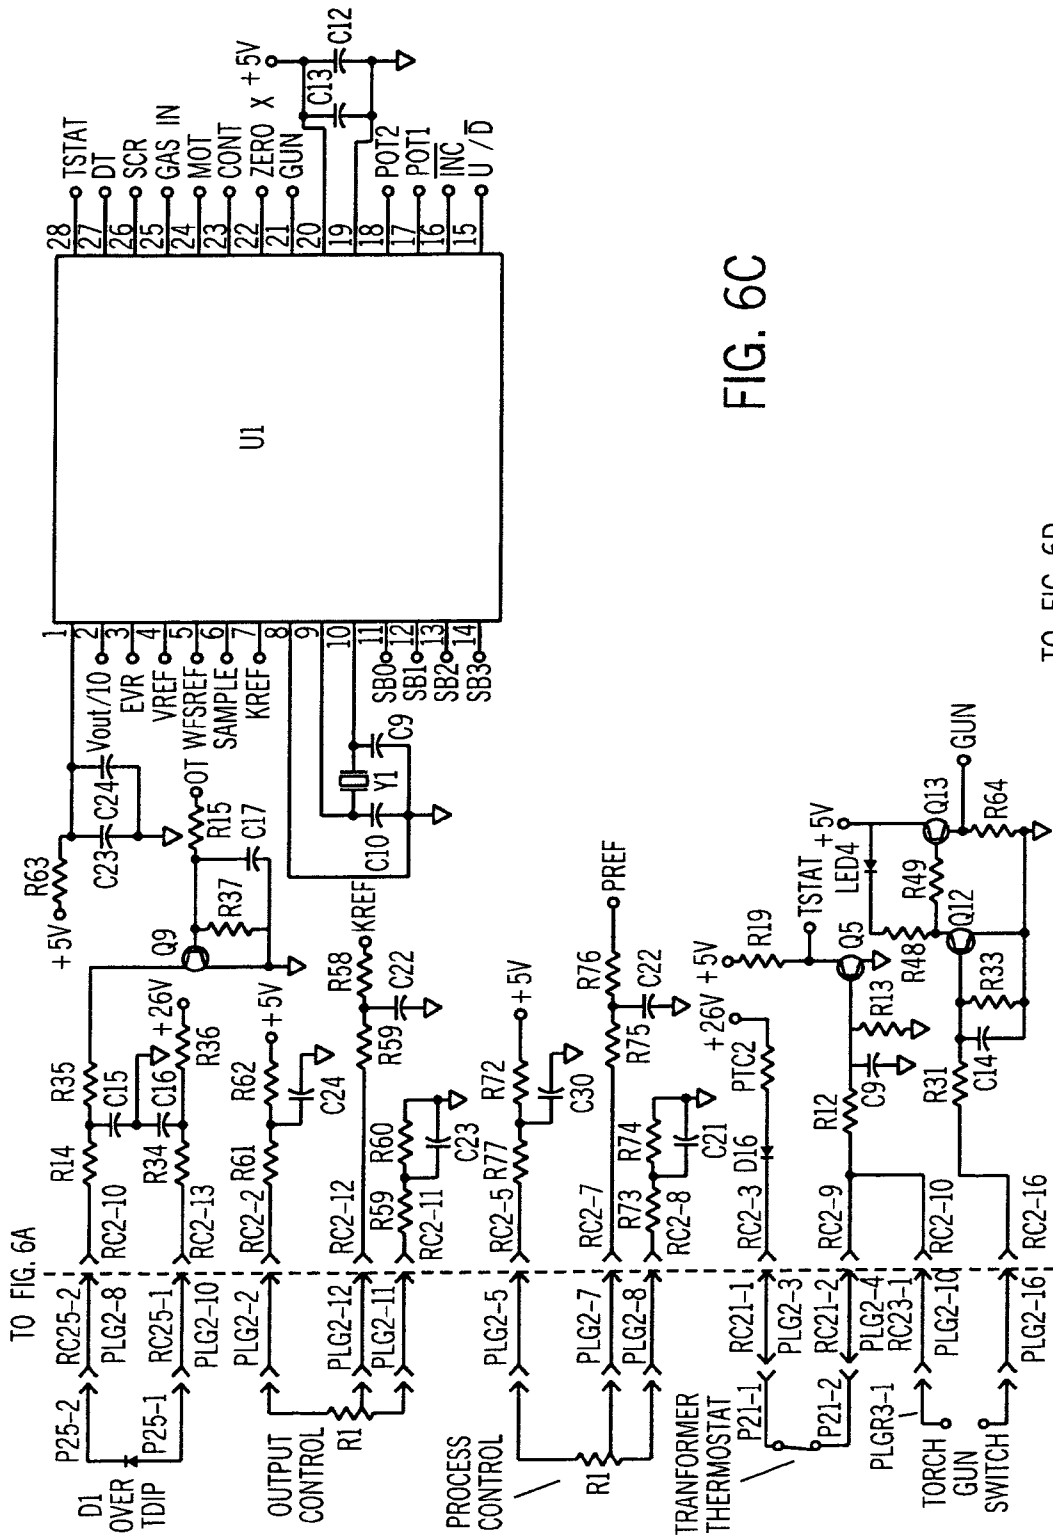 TO FIG. 6A
D1
OVER
TDIP
P25-2
P25-1
RC25-2
PLG2-8
RC25-1
PLG2-10
RC2-10
RC2-13
R14
R35
C15
C16
R34
R36
+26V
Q9
R37
R15
OT
C17
+5V
R63
C23
C24
OUTPUT
CONTROL
R1
PLG2-2
PLG2-12
PLG2-11
RC2-2
RC2-12
RC2-11
R61
R62
+5V
C24
R59
R58
KREF
C22
R59
R60
C23
PROCESS
CONTROL
R1
PLG2-5
PLG2-7
PLG2-8
RC2-5
RC2-7
RC2-8
R77
R72
+5V
C30
R75
R76
PREF
C22
R73
R74
C21
TRANFORMER
THERMOSTAT
P21-1
P21-2
RC21-1
PLG2-3
RC21-2
PLG2-4
RC2-3
RC2-9
D16
PTC2
+26V
+5V
R19
TSTAT
Q5
R12
C9
R13
TORCH
GUN
SWITCH
PLGR3-1
RC23-1
PLG2-10
PLG2-16
RC2-10
RC2-16
R31
C14
R33
R48
Q12
R49
LED4
+5V
Q13
GUN
R64
1
2
3
4
5
6
7
8
9
10
11
12
13
14
Vout/10
EVR
VREF
WFSREF
SAMPLE
KREF
SB0
SB1
SB2
SB3
C10
Y1
C9
U1
28
27
26
25
24
23
22
21
20
19
18
17
16
15
TSTAT
DT
SCR
GAS IN
MOT
CONT
ZERO X
GUN
POT2
POT1
INC
U/D
+5V
C13
C12
FIG. 6C